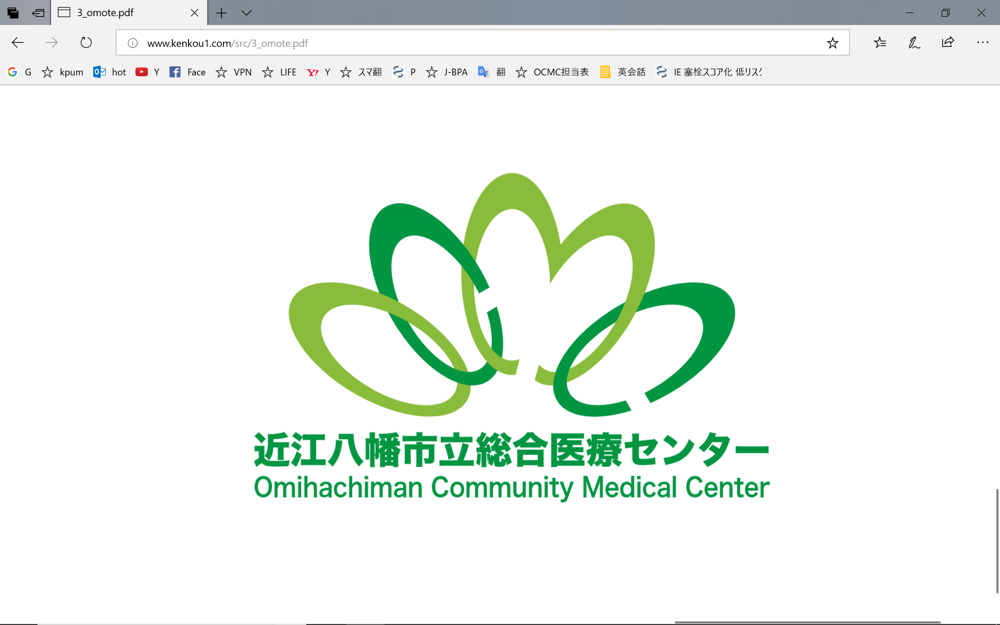 3_omote.pdf
www.kenkou1.com/src/3_omote.pdf
G kpum hot Y Face VPN LIFE Y スマ翻 P J-BPA 翻 OCMC担当表 英会話 IE 塞栓スコア化 低リス
近江八幡市立総合医療センター
Omihachiman Community Medical Center